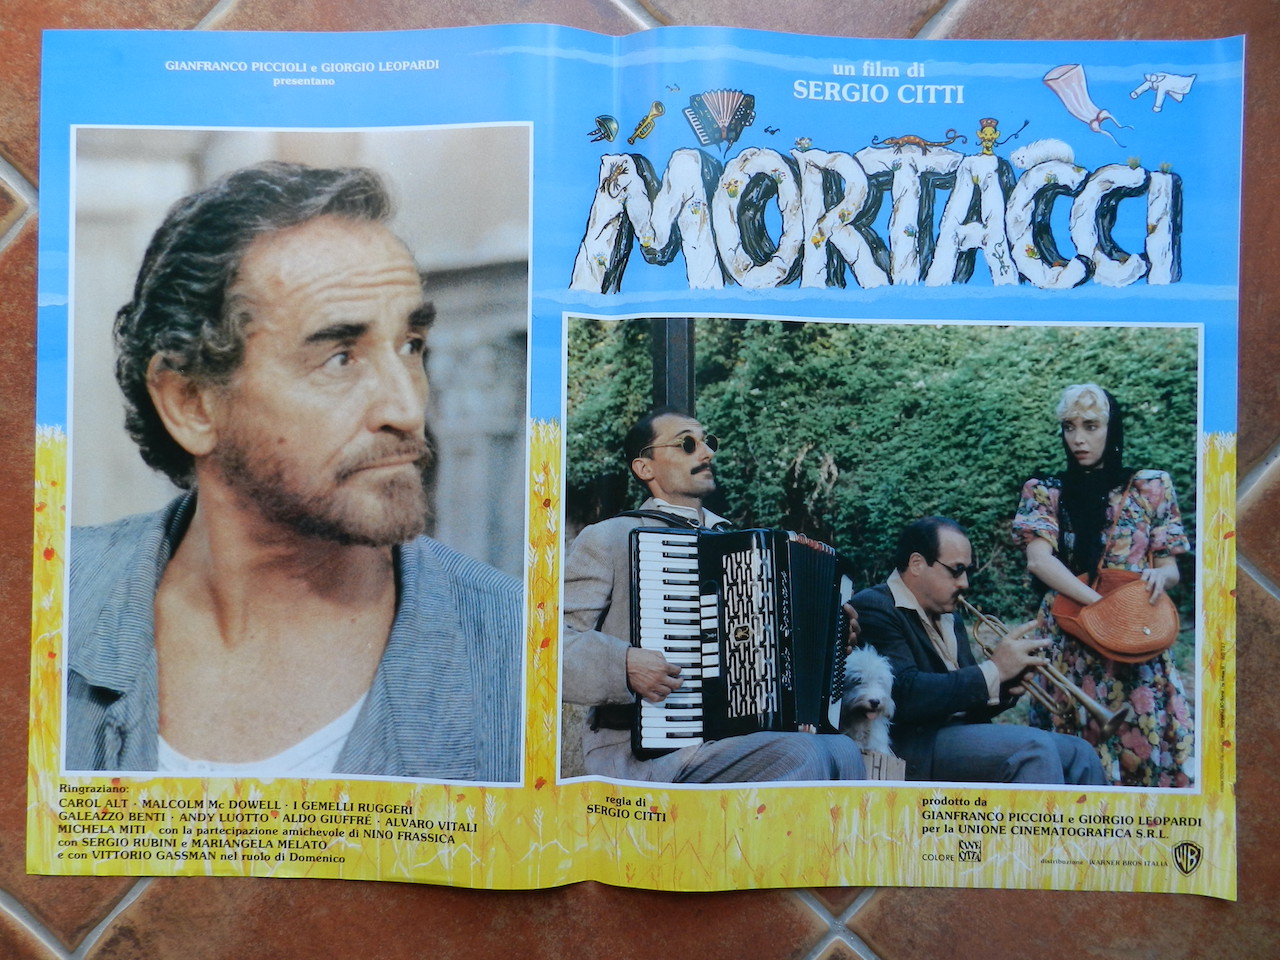 GIANFRANCO PICCIOLI e GIORGIO LEOPARDI
presentano
un film di
SERGIO CITTI
MORTACCI
H
Ringraziano:
CAROL ALT · MALCOLM Mc DOWELL · I GEMELLI RUGGERI
GALEAZZO BENTI · ANDY LUOTTO · ALDO GIUFFRÉ · ALVARO VITALI
MICHELA MITI con la partecipazione amichevole di NINO FRASSICA
con SERGIO RUBINI e MARIANGELA MELATO
e con VITTORIO GASSMAN nel ruolo di Domenico
regia di
SERGIO CITTI
prodotto da
GIANFRANCO PICCIOLI e GIORGIO LEOPARDI
per la UNIONE CINEMATOGRAFICA S.R.L.
COLORE CINE CITTÀ
distribuzione: WARNER BROS ITALIA WB